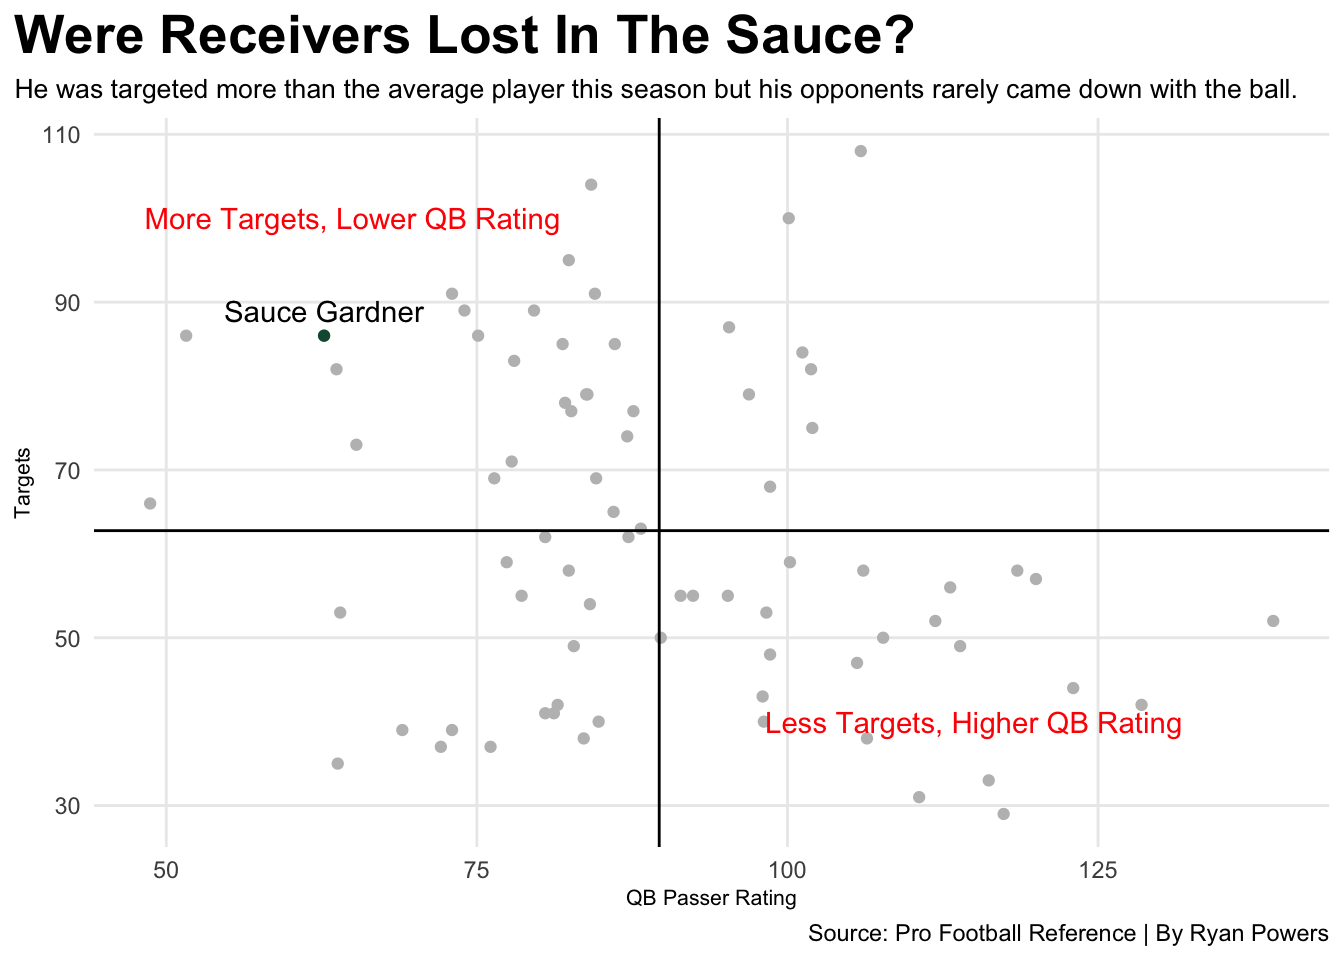 Were Receivers Lost In The Sauce?
He was targeted more than the average player this season but his opponents rarely came down with the ball.
110
More Targets, Lower QB Rating
90
Sauce Gardner
70
Targets
50
Less Targets, Higher QB Rating
30
50 75 100 125
QB Passer Rating
Source: Pro Football Reference | By Ryan Powers